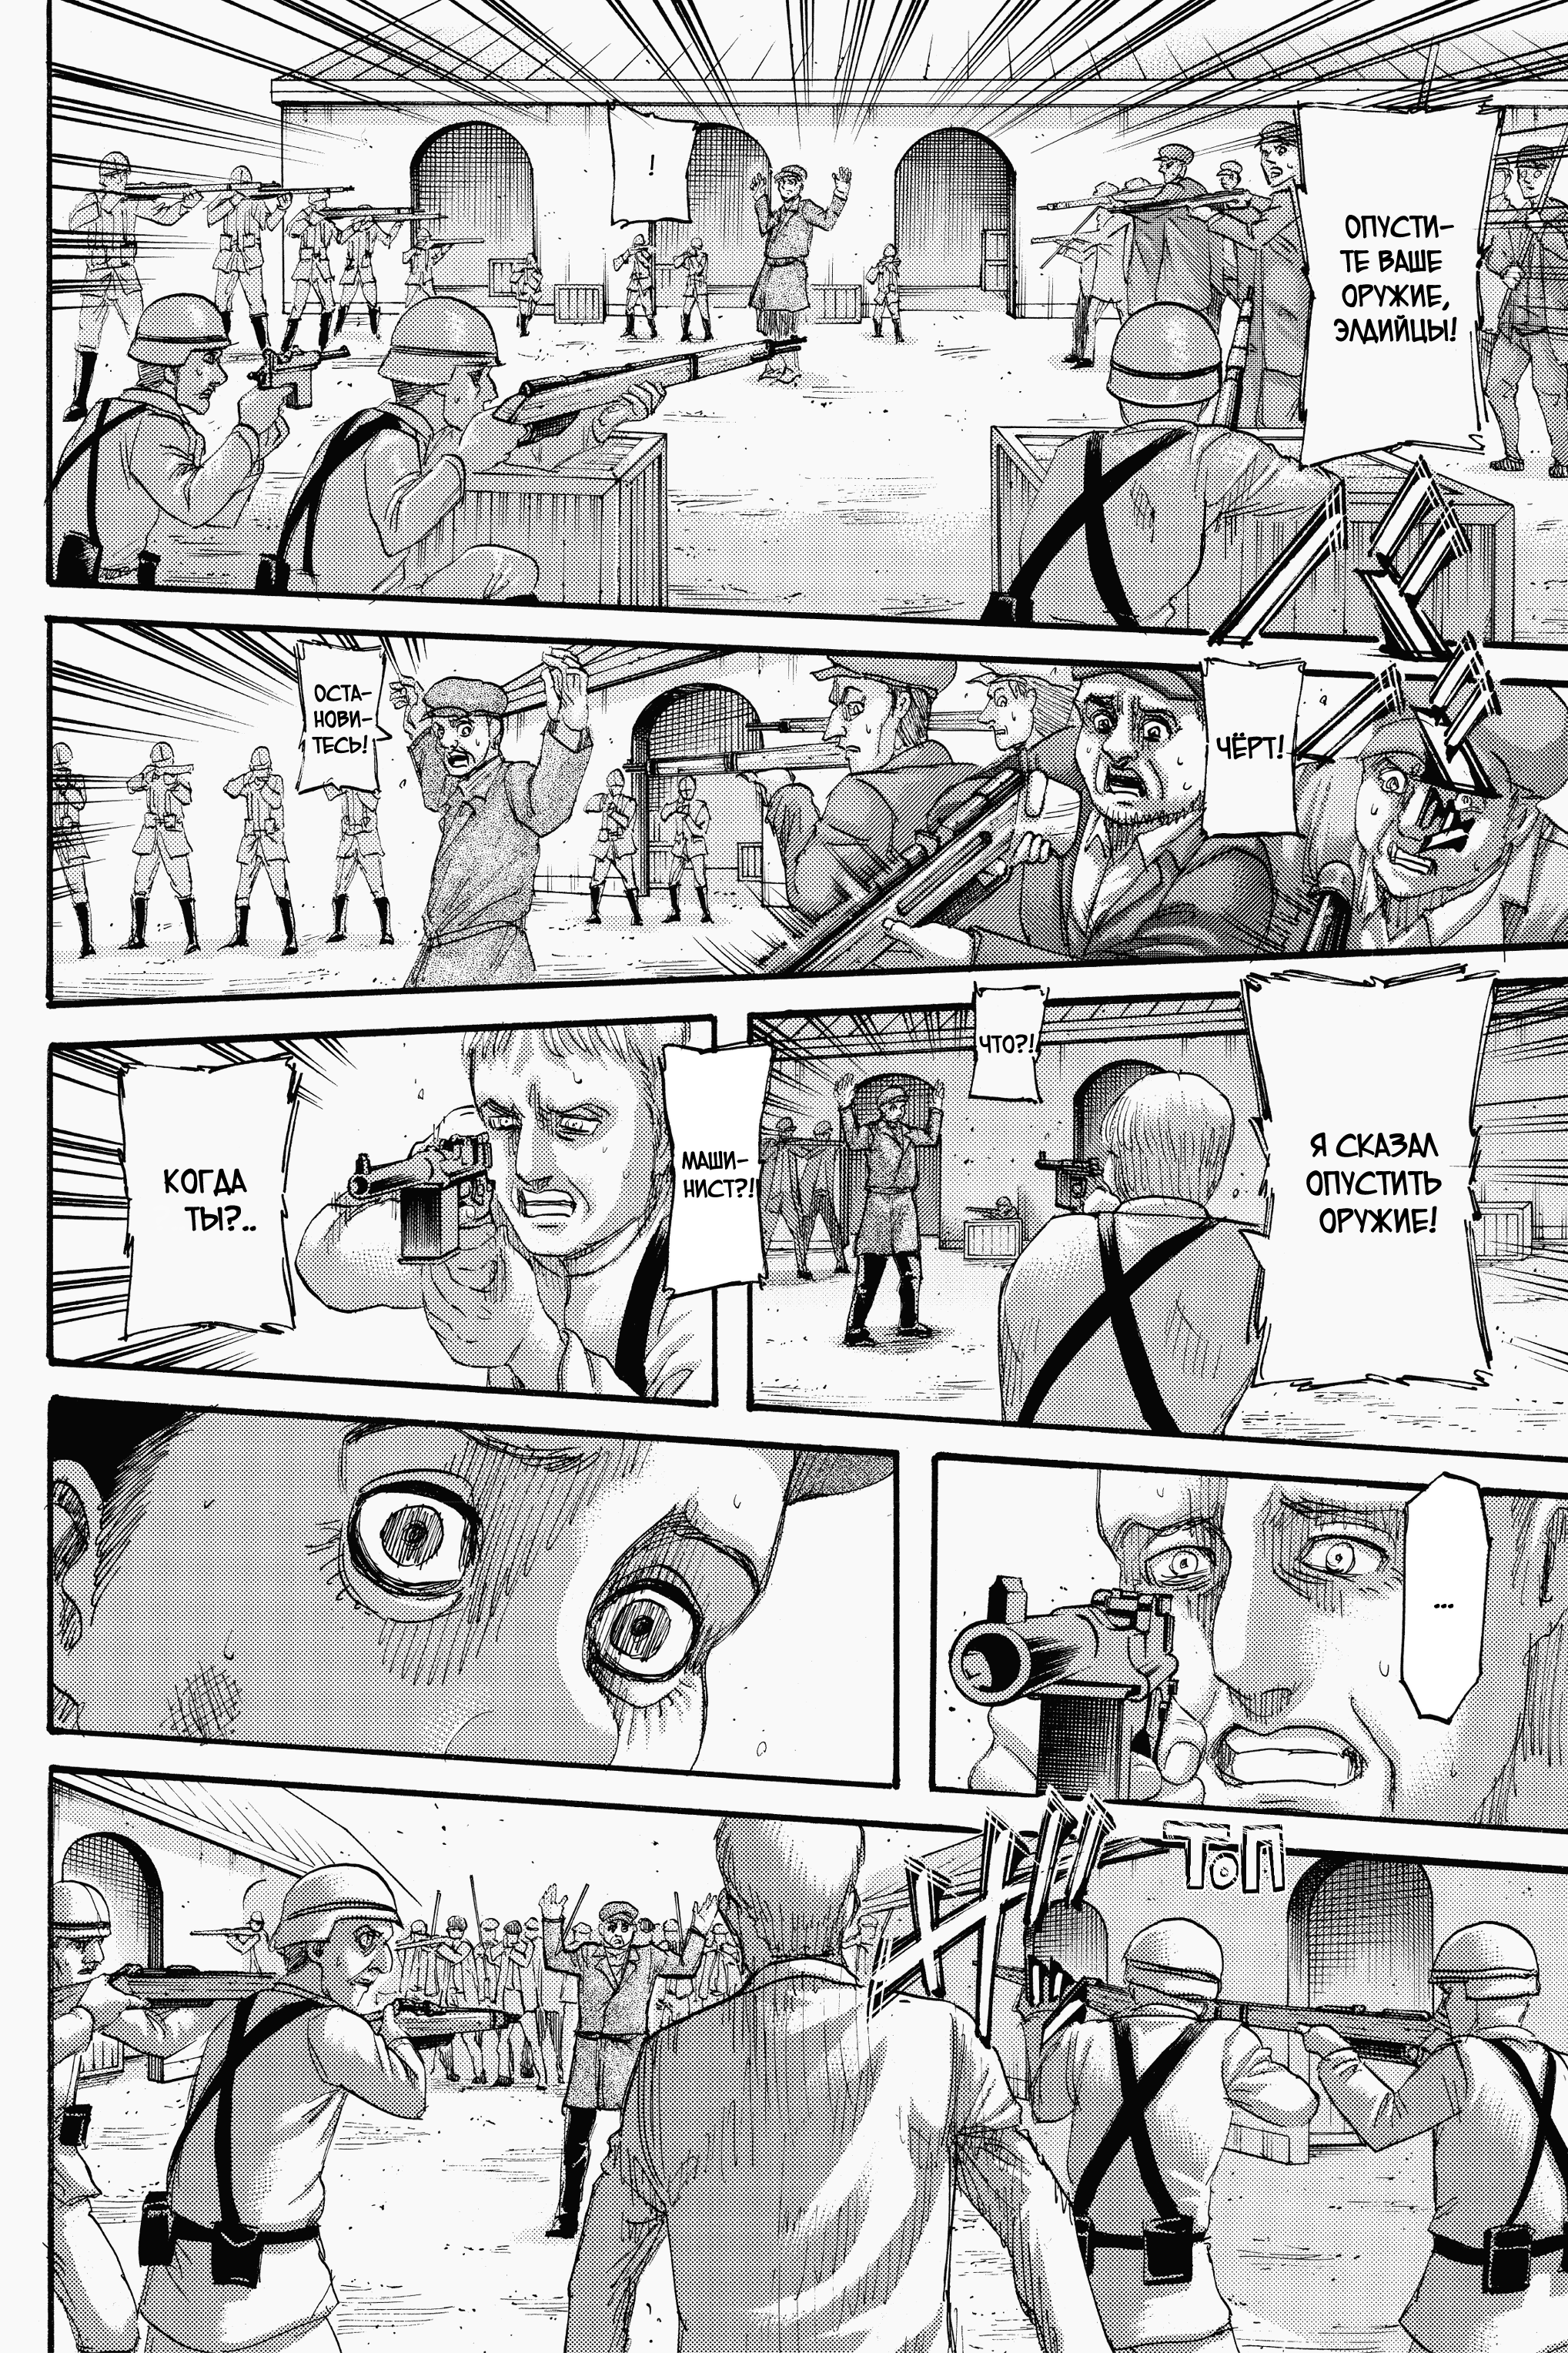 ОПУСТИ-
ТЕ ВАШЕ
ОРУЖИЕ,
ЭЛДИЙЦЫ!
!
ЧЁРТ!
ОСТА-
НОВИ-
ТЕСЬ!
Я СКАЗАЛ
ОПУСТИТЬ
ОРУЖИЕ!
ЧТО?!
МАШИ-
НИСТ?!
КОГДА
ТЫ?..
...
ТОП